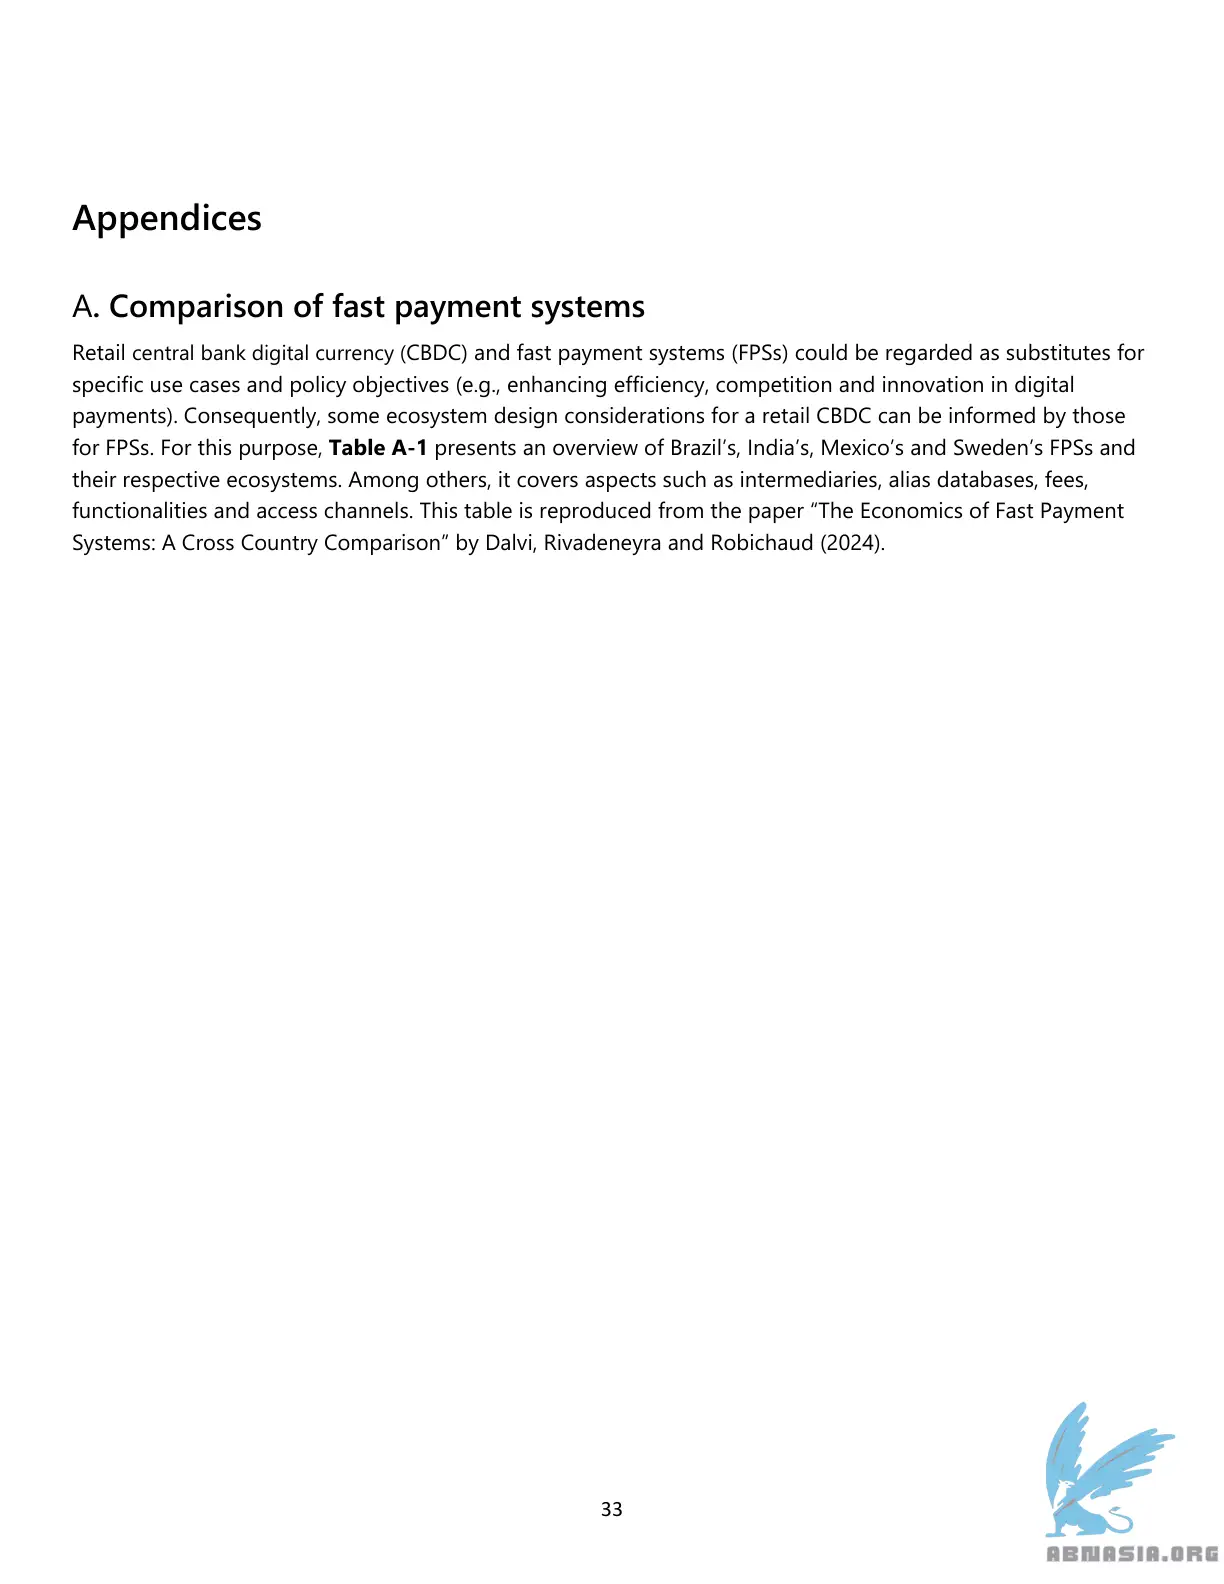 Appendices
A. Comparison of fast payment systems
Retail central bank digital currency (CBDC) and fast payment systems (FPSs) could be regarded as substitutes for
specific use cases and policy objectives (e.g., enhancing efficiency, competition and innovation in digital
payments). Consequently, some ecosystem design considerations for a retail CBDC can be informed by those
for FPSs. For this purpose, Table A-1 presents an overview of Brazil’s, India’s, Mexico’s and Sweden’s FPSs and
their respective ecosystems. Among others, it covers aspects such as intermediaries, alias databases, fees,
functionalities and access channels. This table is reproduced from the paper “The Economics of Fast Payment
Systems: A Cross Country Comparison” by Dalvi, Rivadeneyra and Robichaud (2024).
33
ABNASIA.ORG